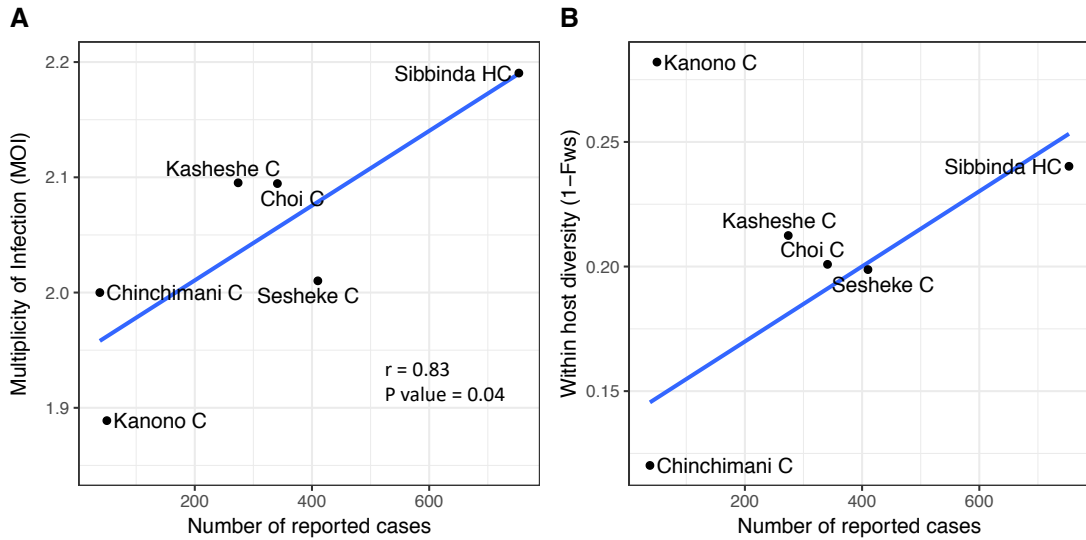 A
Multiplicity of Infection (MOI)
2.2
2.1
2.0
1.9
Sibbinda HC
Kasheshe C
Choi C
Chinchimani C
Sesheke C
r = 0.83
P value = 0.04
Kanono C
200
400
600
Number of reported cases
B
Within host diversity (1−Fws)
0.25
0.20
0.15
Kanono C
Sibbinda HC
Kasheshe C
Choi C
Sesheke C
Chinchimani C
200
400
600
Number of reported cases